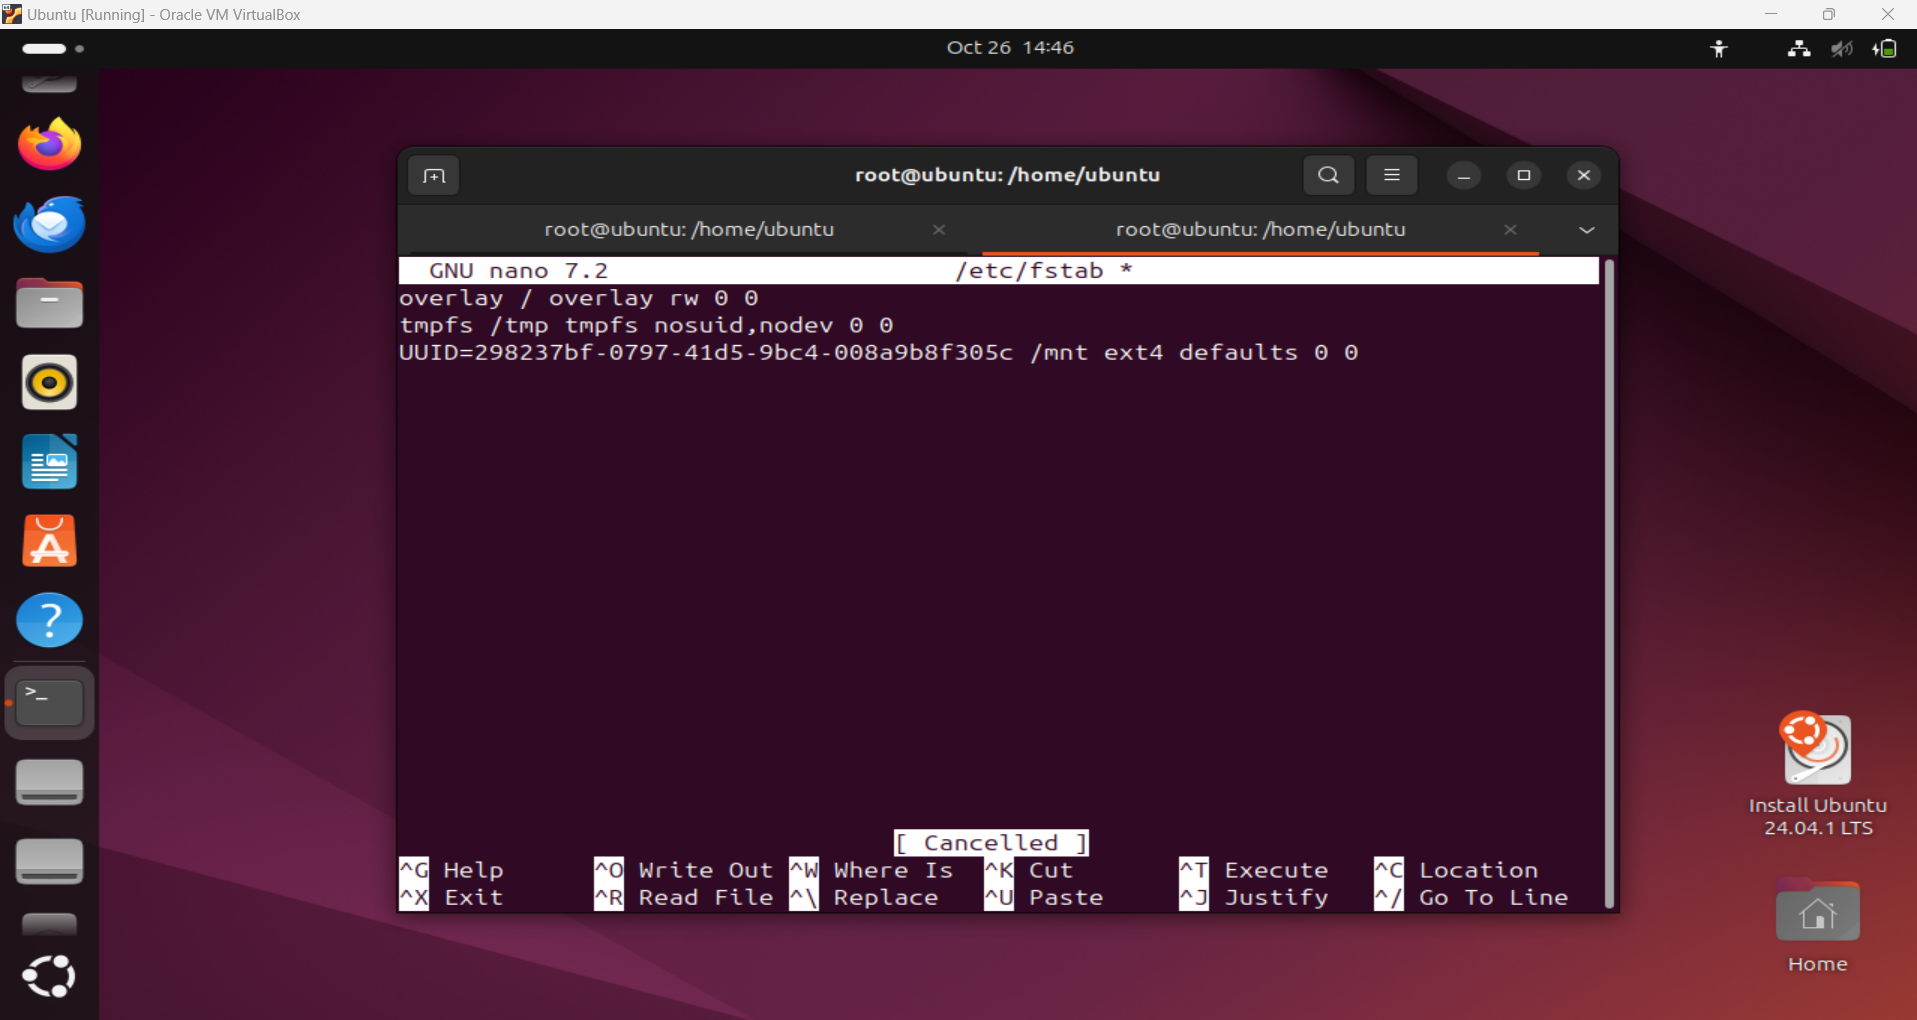 Ubuntu [Running] - Oracle VM VirtualBox
Oct 26 14:46
root@ubuntu: /home/ubuntu
root@ubuntu: /home/ubuntu
root@ubuntu: /home/ubuntu
GNU nano 7.2 /etc/fstab *
overlay / overlay rw 0 0
tmpfs /tmp tmpfs nosuid,nodev 0 0
UUID=298237bf-0797-41d5-9bc4-008a9b8f305c /mnt ext4 defaults 0 0
[ Cancelled ]
^G Help ^O Write Out ^W Where Is ^K Cut ^T Execute ^C Location
^X Exit ^R Read File ^\ Replace ^U Paste ^J Justify ^/ Go To Line
Install Ubuntu
24.04.1 LTS
Home